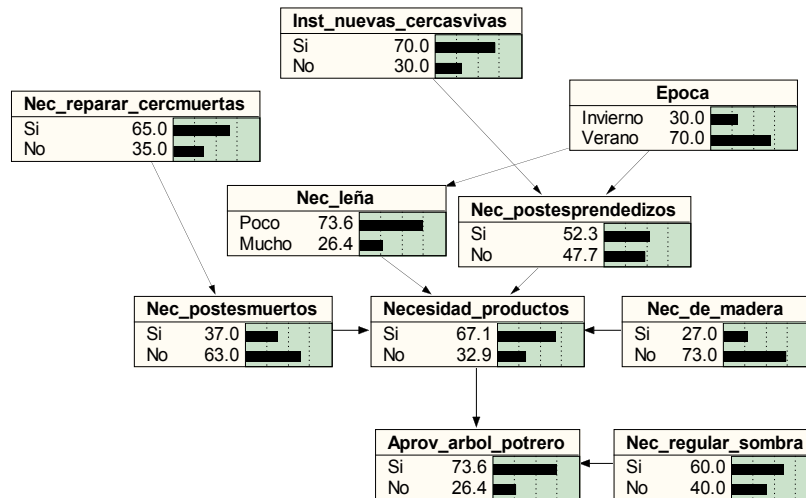 Inst_nuevas_cercasvivas
Si 70.0
No 30.0
Epoca
Invierno 30.0
Verano 70.0
Nec_reparar_cercmuertas
Si 65.0
No 35.0
Nec_leña
Poco 73.6
Mucho 26.4
Nec_postesprendedizos
Si 52.3
No 47.7
Nec_postesmuertos
Si 37.0
No 63.0
Necesidad_productos
Si 67.1
No 32.9
Nec_de_madera
Si 27.0
No 73.0
Aprov_arbol_potrero
Si 73.6
No 26.4
Nec_regular_sombra
Si 60.0
No 40.0